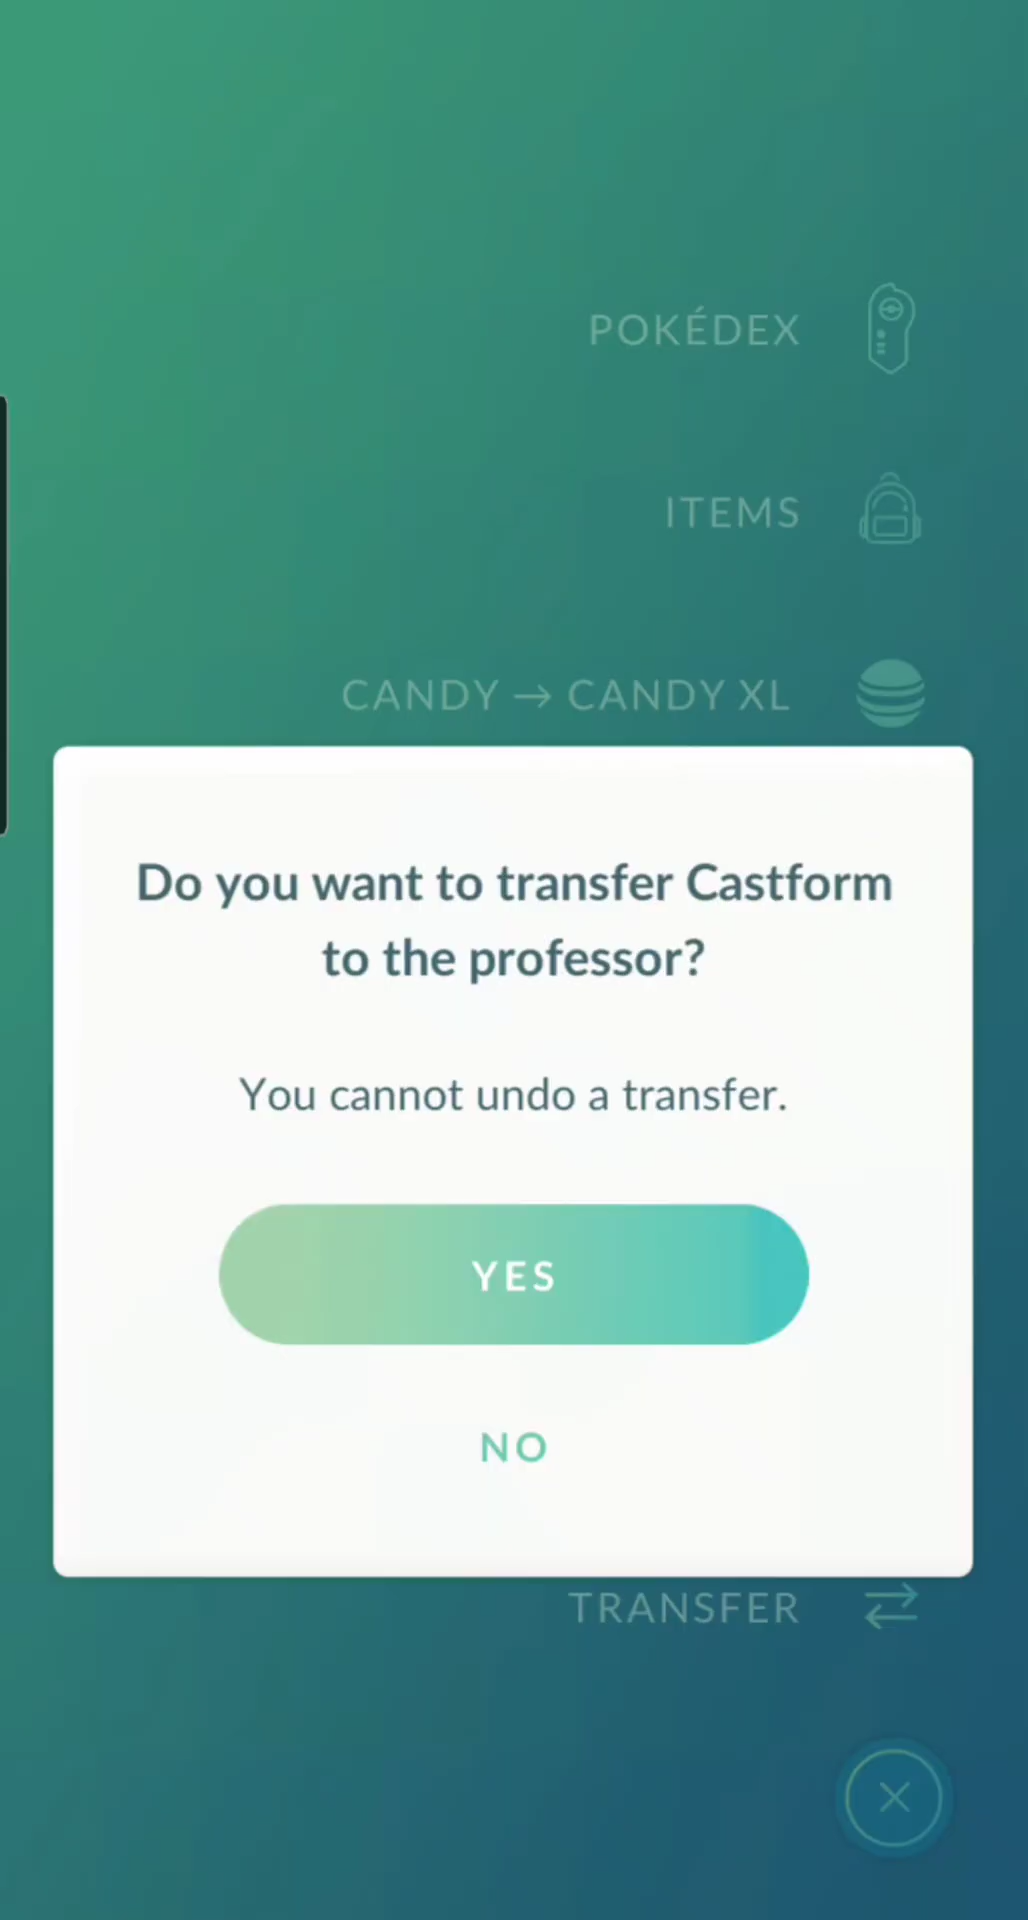 POKÉDEX
ITEMS
CANDY → CANDY XL
Do you want to transfer Castform
to the professor?
You cannot undo a transfer.
YES
NO
TRANSFER